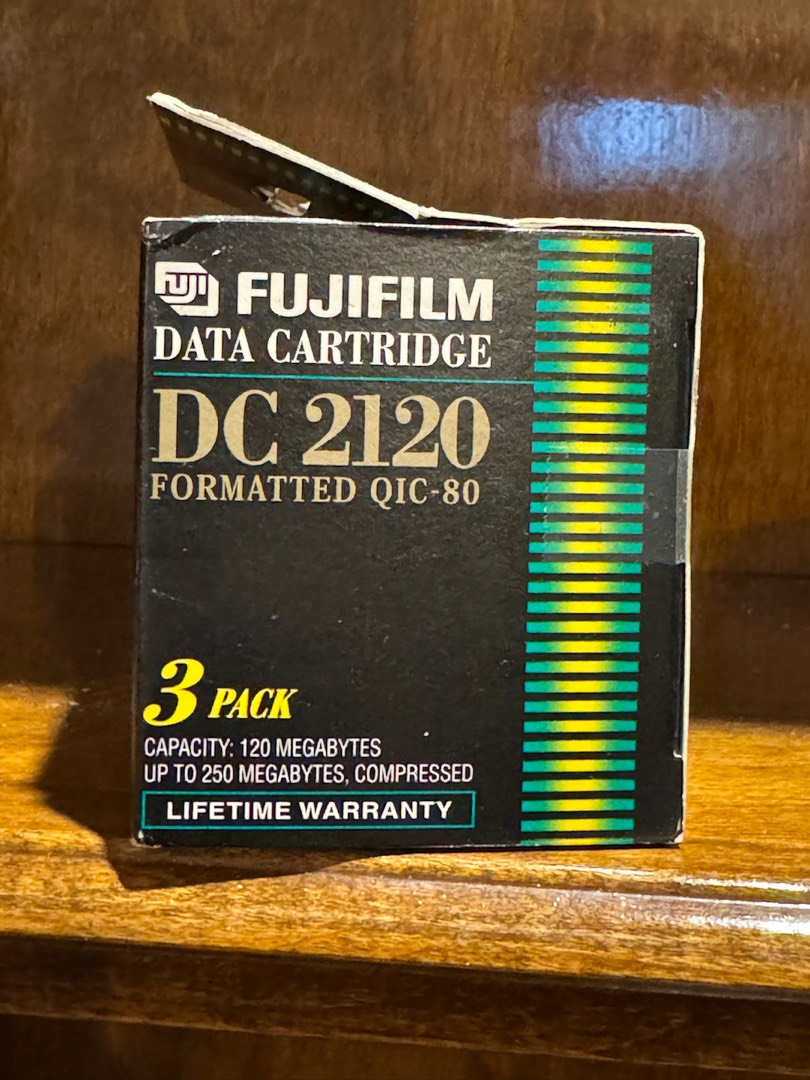 FUJI FUJIFILM
DATA CARTRIDGE
DC 2120
FORMATTED QIC-80
3 PACK
CAPACITY: 120 MEGABYTES
UP TO 250 MEGABYTES, COMPRESSED
LIFETIME WARRANTY